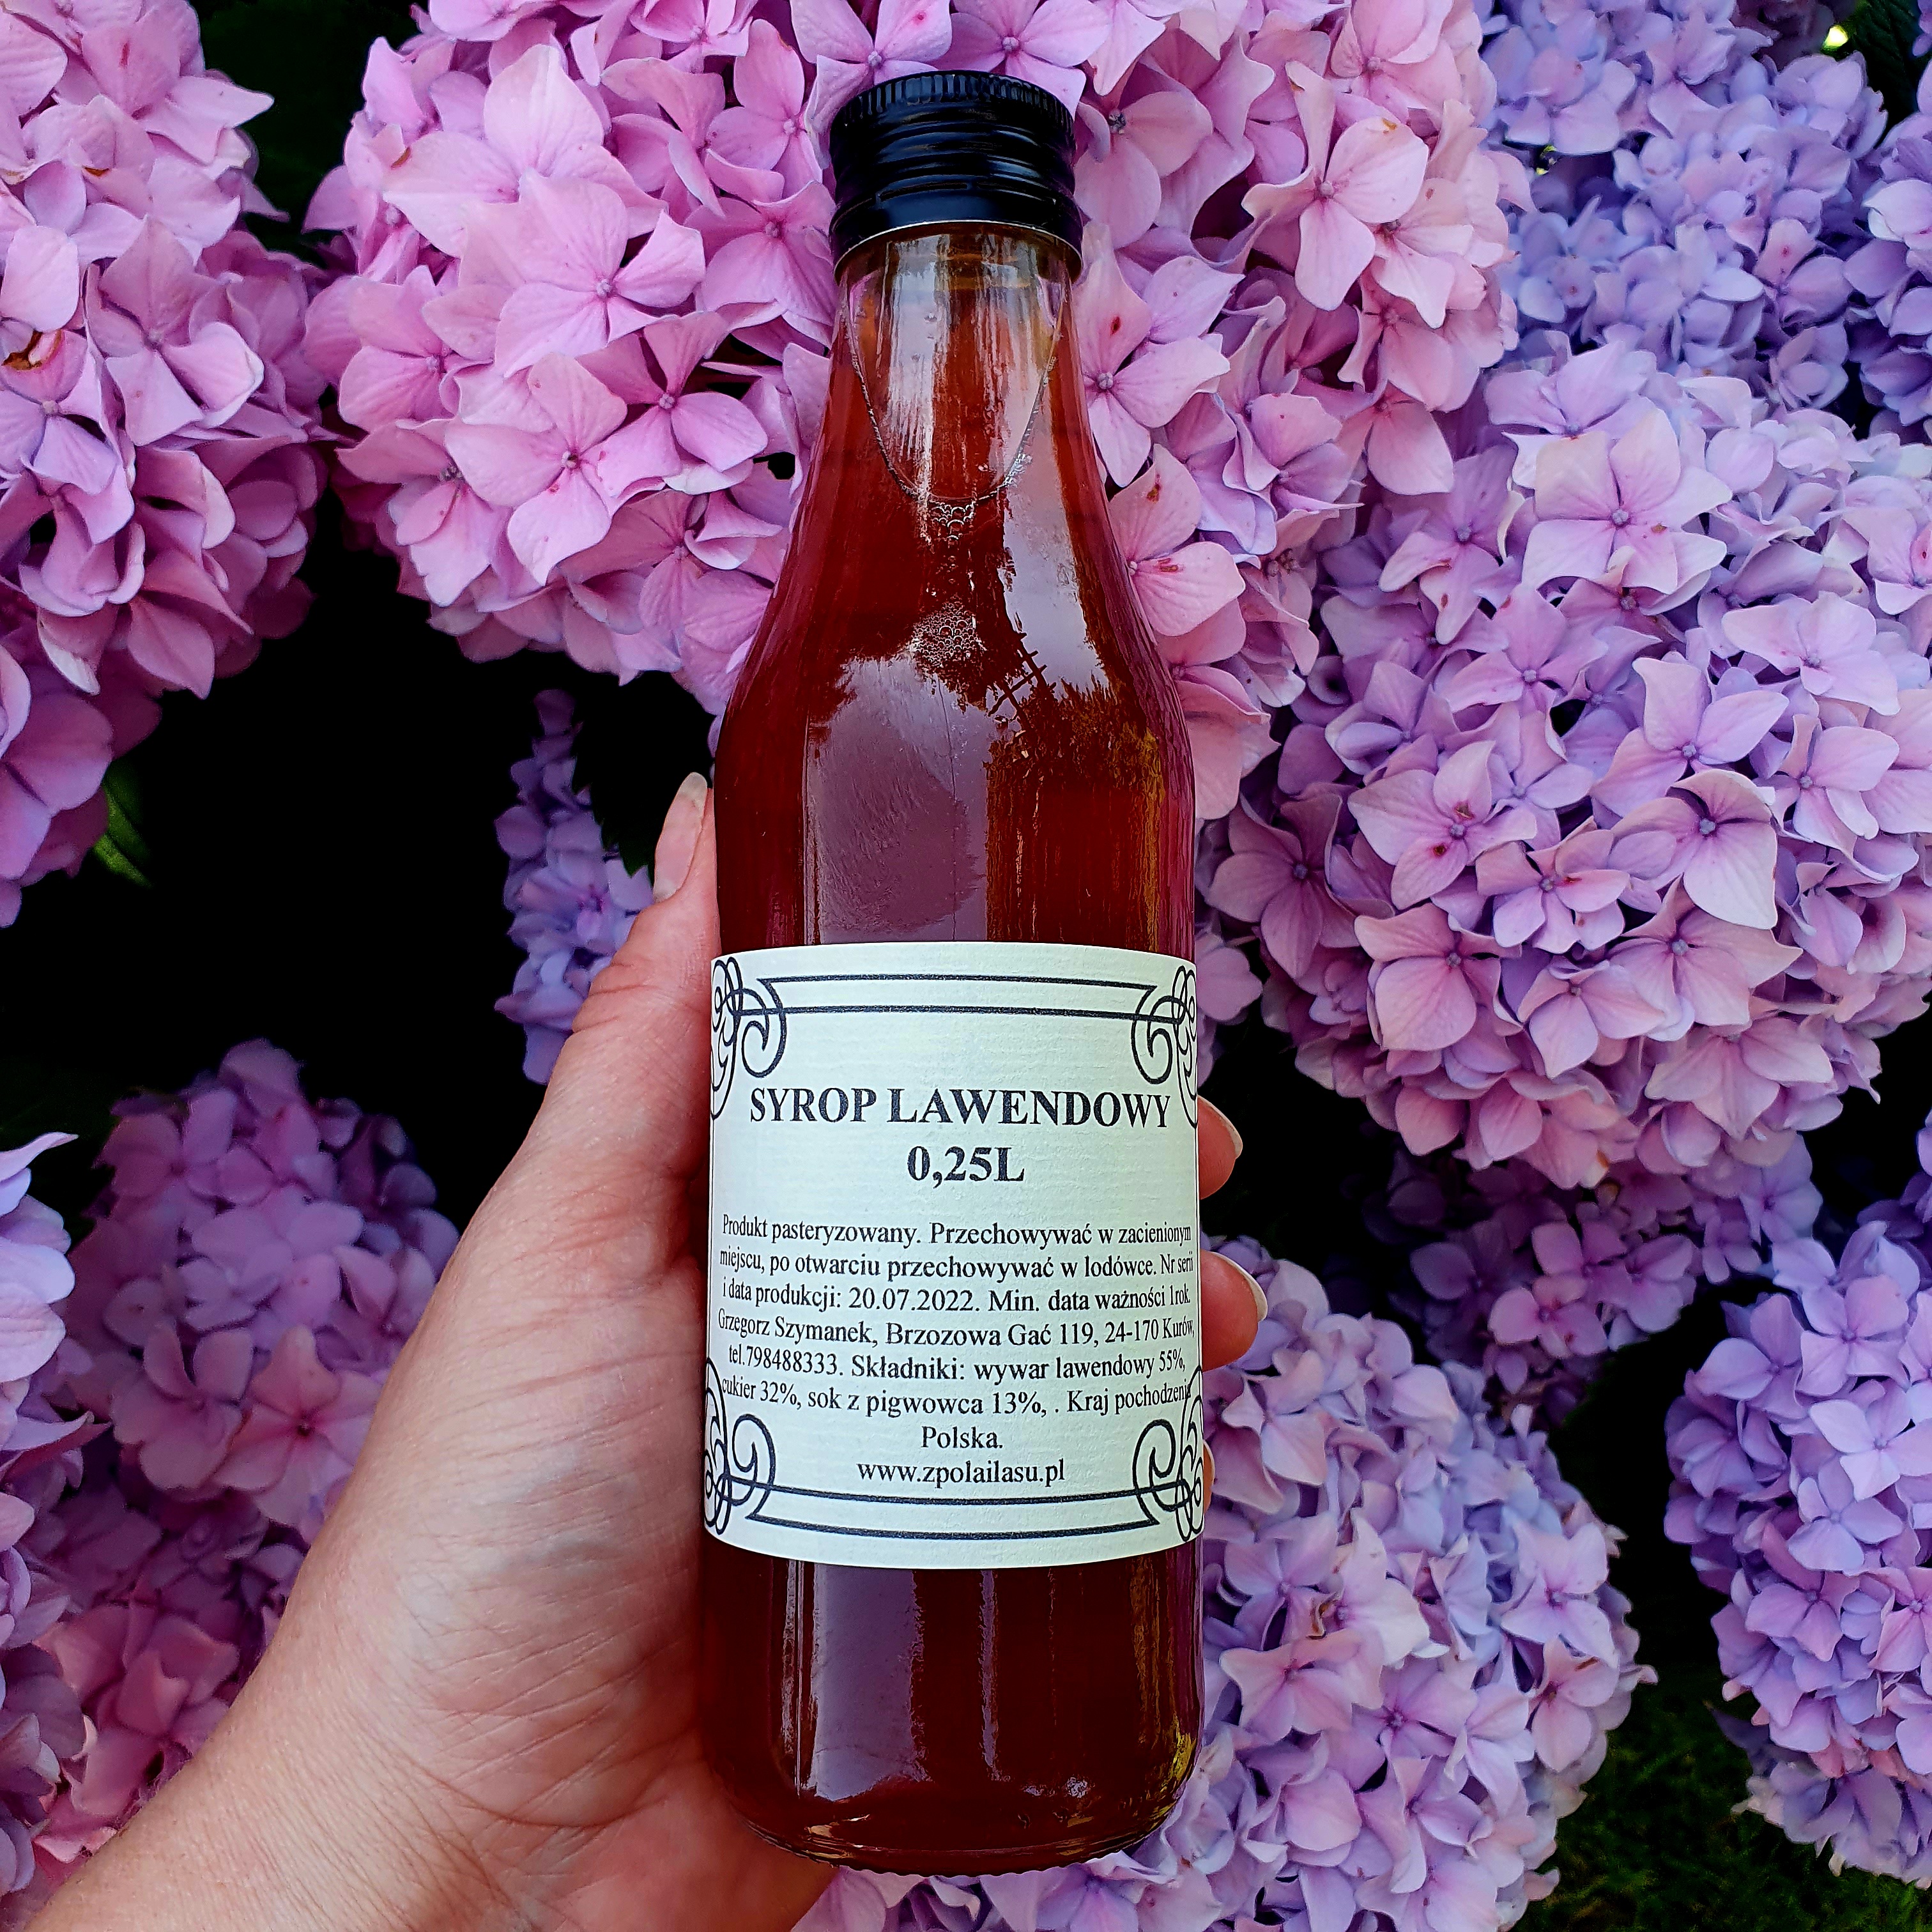 SYROP LAWENDOWY
0,25L
Produkt pasteryzowany. Przechowywać w zacienionym
miejscu, po otwarciu przechowywać w lodówce. Nr serii
i data produkcji: 20.07.2022. Min. data ważności 1rok.
Grzegorz Szymanek, Brzozowa Gać 119, 24-170 Kurów,
tel.798488333. Składniki: wywar lawendowy 55%,
cukier 32%, sok z pigwowca 13%, . Kraj pochodzenia
Polska.
www.zpolailasu.pl